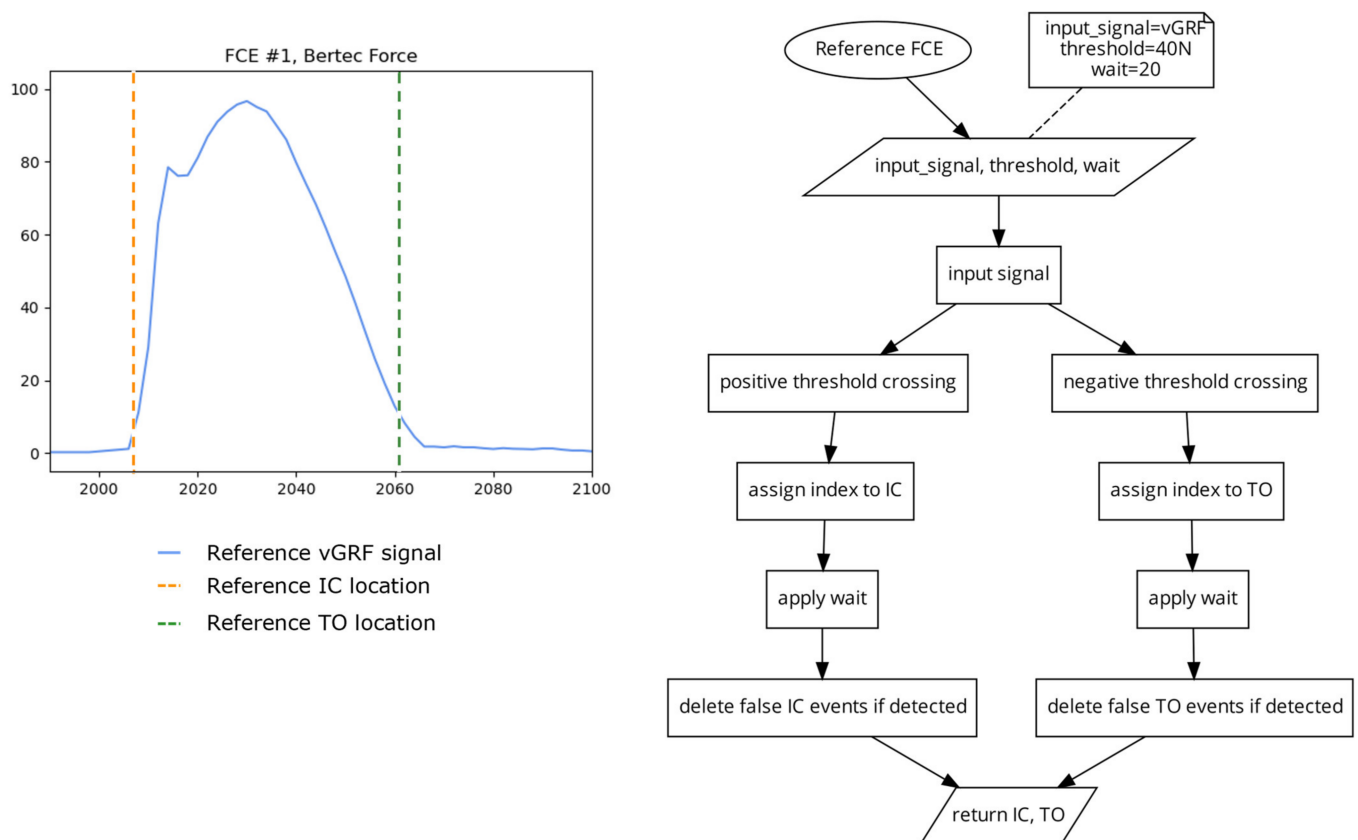 FCE #1, Bertec Force
100
80
60
40
20
0
2000
2020
2040
2060
2080
2100
Reference vGRF signal
Reference IC location
Reference TO location
Reference FCE
input_signal=vGRF
threshold=40N
wait=20
input_signal, threshold, wait
input signal
positive threshold crossing
negative threshold crossing
assign index to IC
assign index to TO
apply wait
apply wait
delete false IC events if detected
delete false TO events if detected
return IC, TO